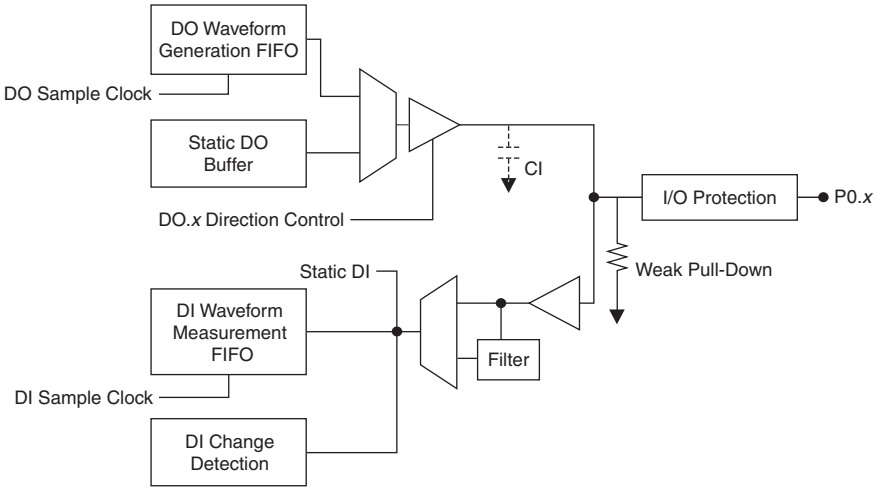 DO Waveform
Generation FIFO
DO Sample Clock
Static DO
Buffer
CI
DO.x Direction Control
I/O Protection
P0.x
Weak Pull-Down
Static DI
DI Waveform
Measurement
FIFO
Filter
DI Sample Clock
DI Change
Detection